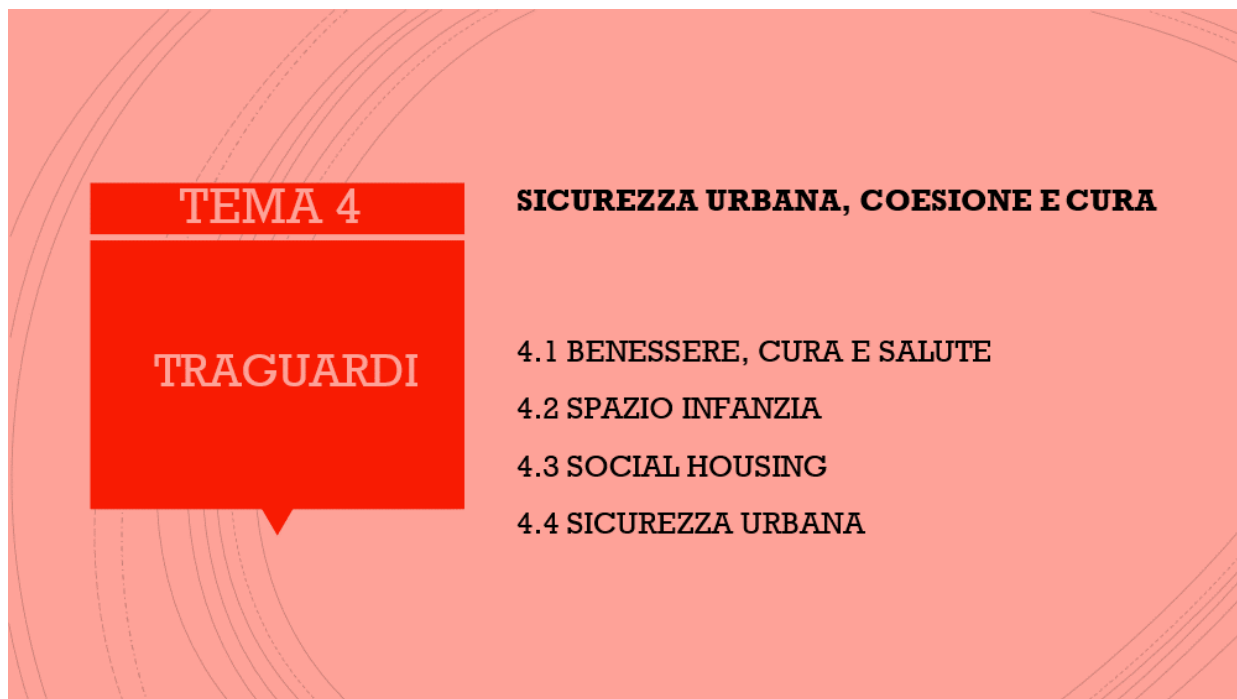 TEMA 4
TRAGUARDI
SICUREZZA URBANA, COESIONE E CURA
4.1 BENESSERE, CURA E SALUTE
4.2 SPAZIO INFANZIA
4.3 SOCIAL HOUSING
4.4 SICUREZZA URBANA